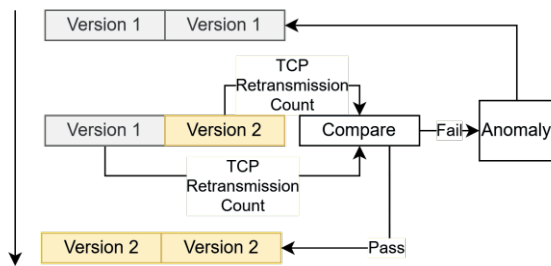 Version 1 Version 1
TCP
Retransmission
Count
Version 1 Version 2 Compare Fail Anomaly
TCP
Retransmission
Count
Version 2 Version 2 Pass